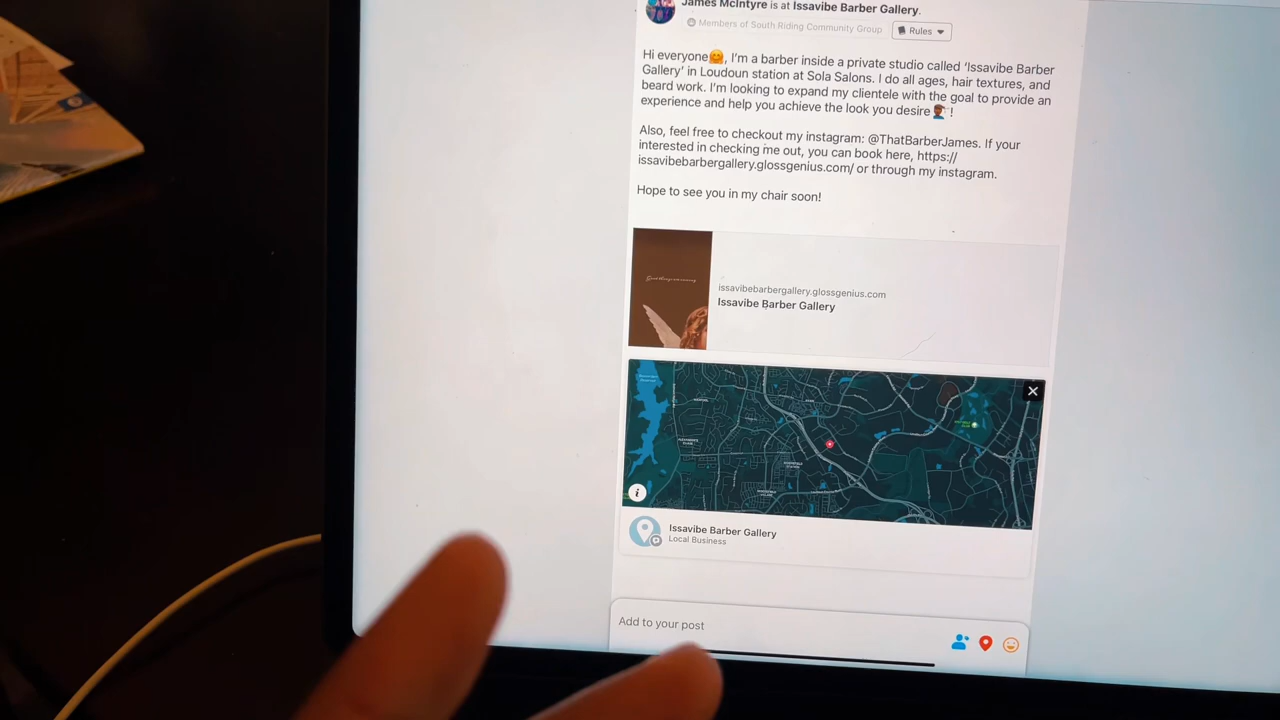 James McIntyre is at Issavibe Barber Gallery.
Members of South Riding Community Group
Rules
Hi everyone🤗, I'm a barber inside a private studio called 'Issavibe Barber
Gallery' in Loudoun station at Sola Salons. I do all ages, hair textures, and
beard work. I'm looking to expand my clientele with the goal to provide an
experience and help you achieve the look you desire💇🏾‍♂️!
Also, feel free to checkout my instagram: @ThatBarberJames. If your
interested in checking me out, you can book here, https://
issavibebarbergallery.glossgenius.com/ or through my instagram.
Hope to see you in my chair soon!
issavibebarbergallery.glossgenius.com
Issavibe Barber Gallery
Issavibe Barber Gallery
Local Business
Add to your post